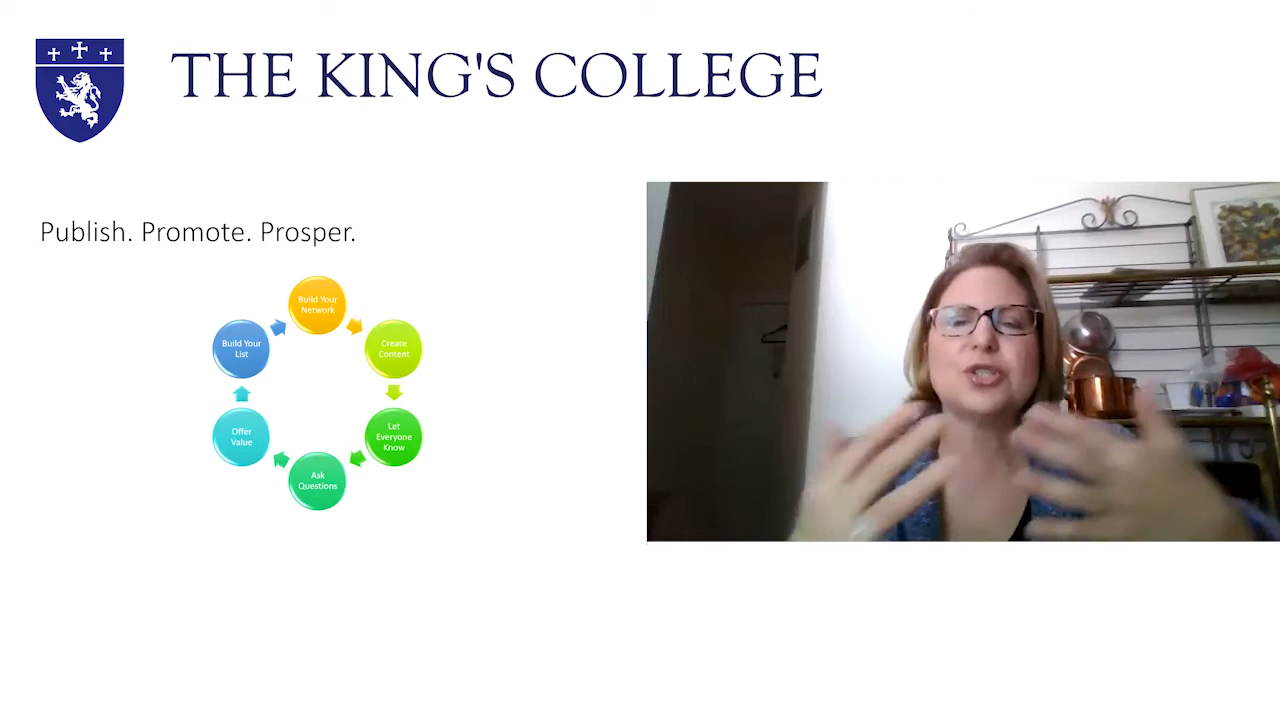 THE KING'S COLLEGE
Publish. Promote. Prosper.
Build Your
Network
Create
Content
Let
Everyone
Know
Ask
Questions
Offer
Value
Build Your
List